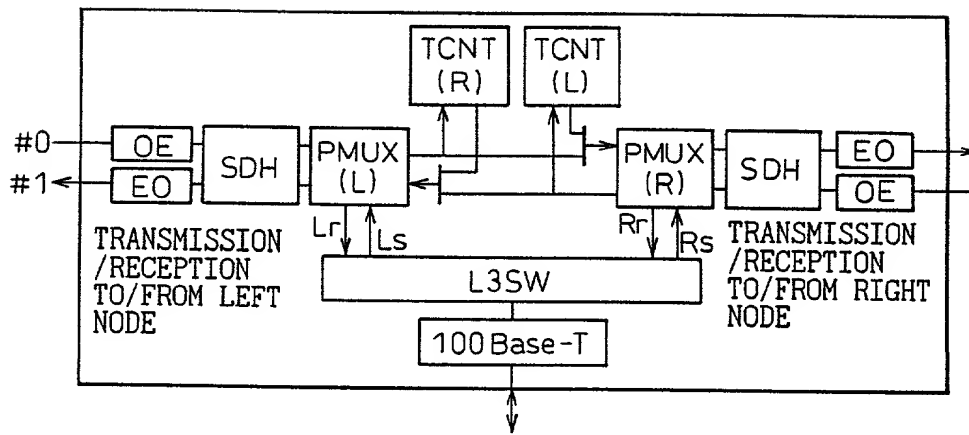 TCNT
(R)
TCNT
(L)
#0
OE
SDH
PMUX
(L)
PMUX
(R)
SDH
EO
#1
EO
OE
Lr
Ls
Rr
Rs
TRANSMISSION
/RECEPTION
TO/FROM LEFT
NODE
TRANSMISSION
/RECEPTION
TO/FROM RIGHT
NODE
L3SW
100Base-T